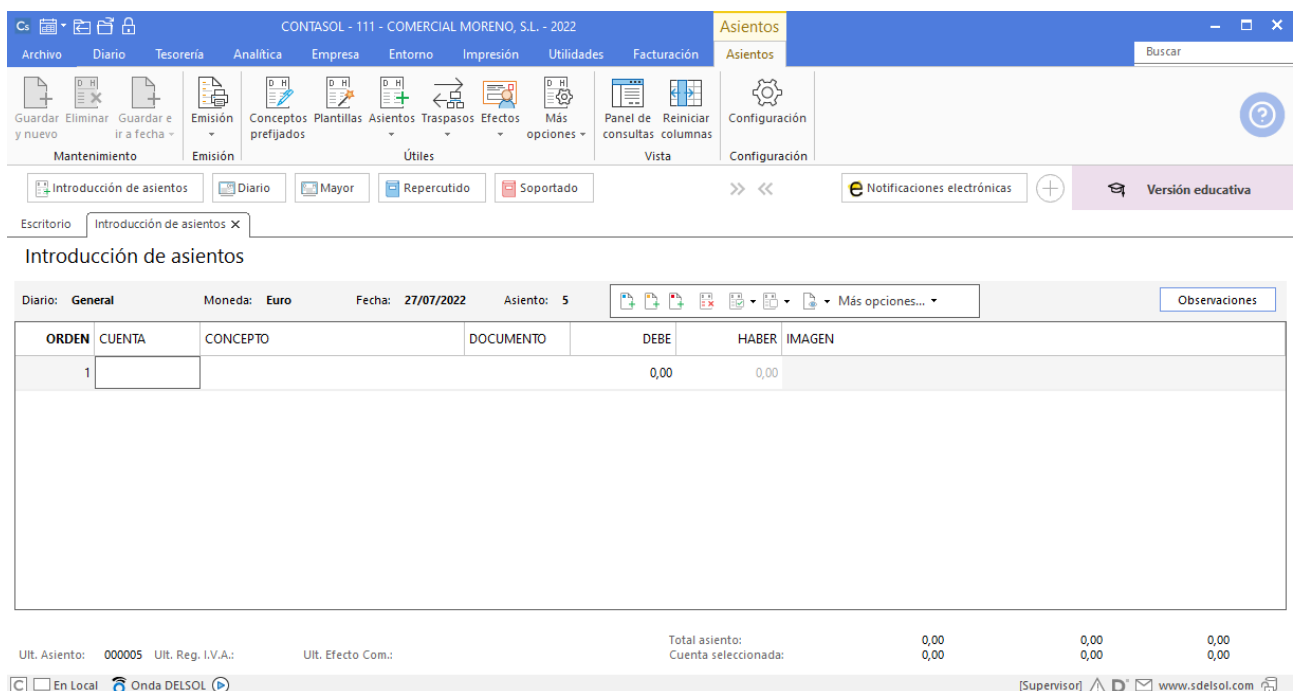 Cs CONTASOL - 111 - COMERCIAL MORENO, S.L. - 2022 Asientos
Archivo Diario Tesorería Analítica Empresa Entorno Impresión Utilidades Facturación Asientos Buscar
D H D H D H D H D H
Guardar Eliminar Guardar e Emisión Conceptos Plantillas Asientos Traspasos Efectos Más Panel de Reiniciar Configuración
y nuevo ir a fecha prefijados opciones consultas columnas
Mantenimiento Emisión Útiles Vista Configuración
Introducción de asientos Diario Mayor Repercutido Soportado >> << e Notificaciones electrónicas Versión educativa
Escritorio Introducción de asientos X
Introducción de asientos
Diario: General Moneda: Euro Fecha: 27/07/2022 Asiento: 5 Más opciones... Observaciones
ORDEN CUENTA CONCEPTO DOCUMENTO DEBE HABER IMAGEN
1 0,00 0,00
Total asiento: 0,00 0,00 0,00
Ult. Asiento: 000005 Ult. Reg. I.V.A.: Ult. Efecto Com.: Cuenta seleccionada: 0,00 0,00 0,00
C En Local Onda DELSOL [Supervisor] D www.sdelsol.com